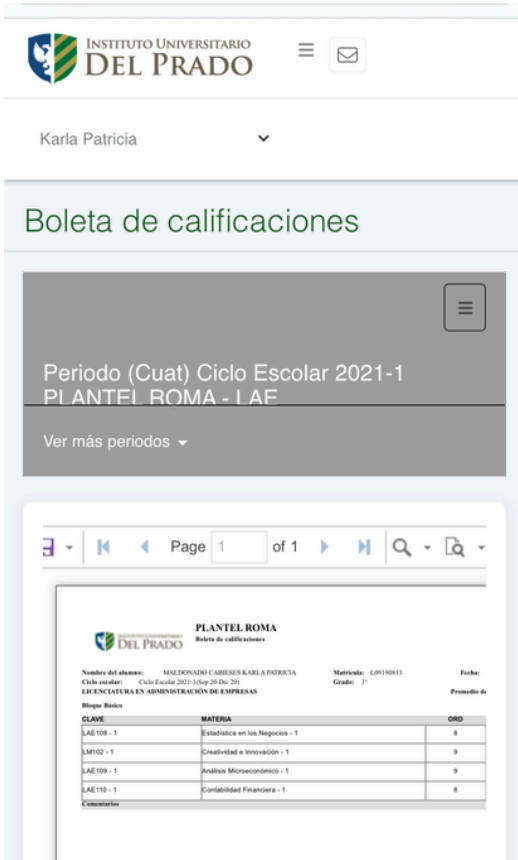 INSTITUTO UNIVERSITARIO
DEL PRADO
Karla Patricia
Boleta de calificaciones
Periodo (Cuat) Ciclo Escolar 2021-1
PLANTEL ROMA - LAE
Ver más periodos
Page 1 of 1
PLANTEL ROMA
Boleta de calificaciones
DEL PRADO
Nombre del alumno: MALDONADO CABIESES KARLA PATRICIA Matrícula: L09190813 Fecha:
Ciclo escolar: Ciclo Escolar 2021-1(Sep 20-Dic 20) Grado: 3°
LICENCIATURA EN ADMINISTRACIÓN DE EMPRESAS Promedio
Bloque Básico
CLAVE MATERIA ORD
LAE108 - 1 Estadística en los Negocios - 1 8
LM102 - 1 Creatividad e Innovación - 1 9
LAE109 - 1 Análisis Microeconómico - 1 9
LAE110 - 1 Contabilidad Financiera - 1 8
Comentarios